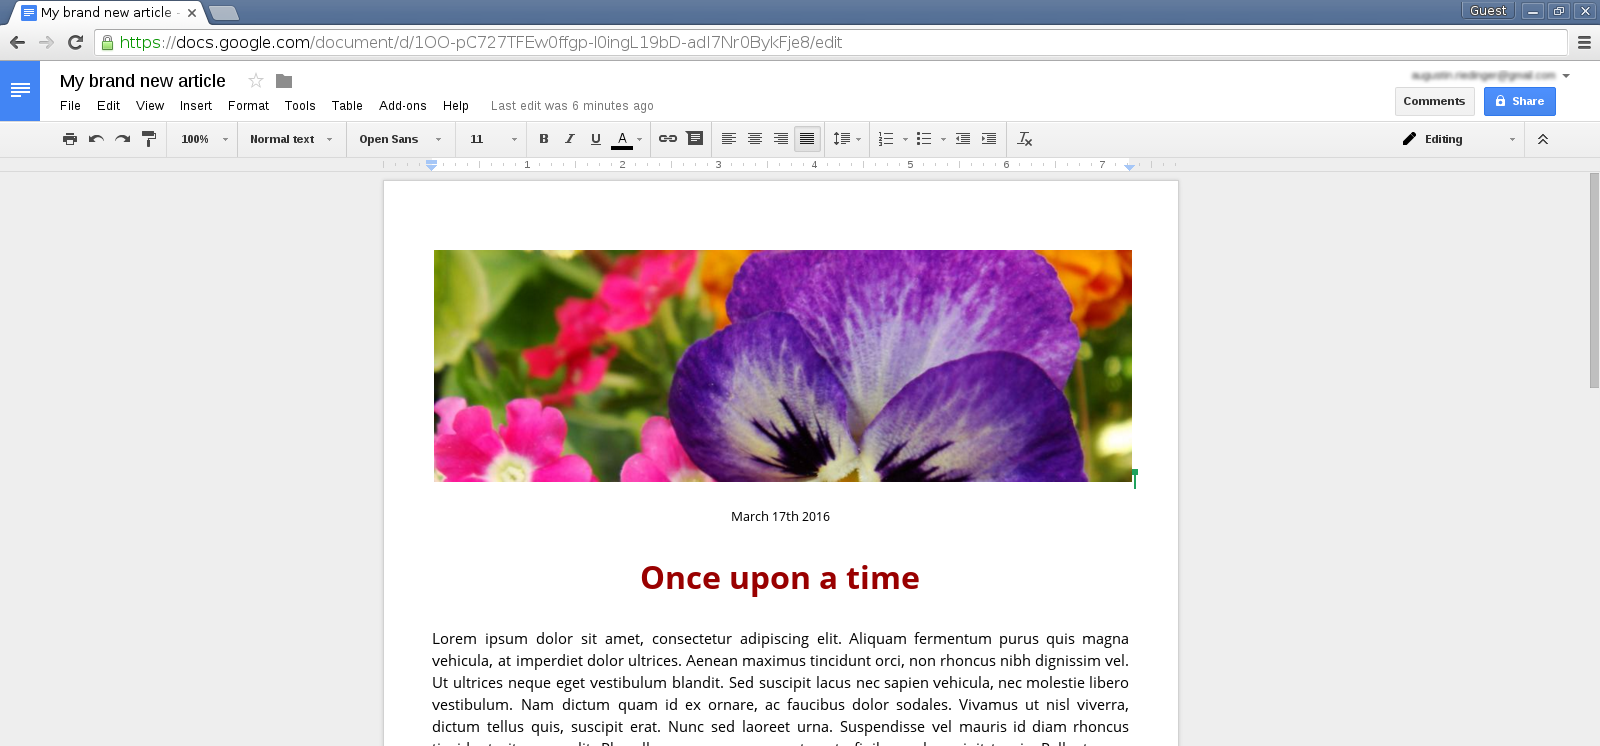 My brand new article -
Guest
https://docs.google.com/document/d/1OO-pC727TFEw0ffgp-I0ingL19bD-adI7Nr0BykFje8/edit
My brand new article
File Edit View Insert Format Tools Table Add-ons Help Last edit was 6 minutes ago
Comments Share
100% Normal text Open Sans 11 B I U A Editing
1 2 3 4 5 6 7
March 17th 2016
Once upon a time
Lorem ipsum dolor sit amet, consectetur adipiscing elit. Aliquam fermentum purus quis magna
vehicula, at imperdiet dolor ultrices. Aenean maximus tincidunt orci, non rhoncus nibh dignissim vel.
Ut ultrices neque eget vestibulum blandit. Sed suscipit lacus nec sapien vehicula, nec molestie libero
vestibulum. Nam dictum quam id ex ornare, ac faucibus dolor sodales. Vivamus ut nisl viverra,
dictum tellus quis, suscipit erat. Nunc sed laoreet urna. Suspendisse vel mauris id diam rhoncus